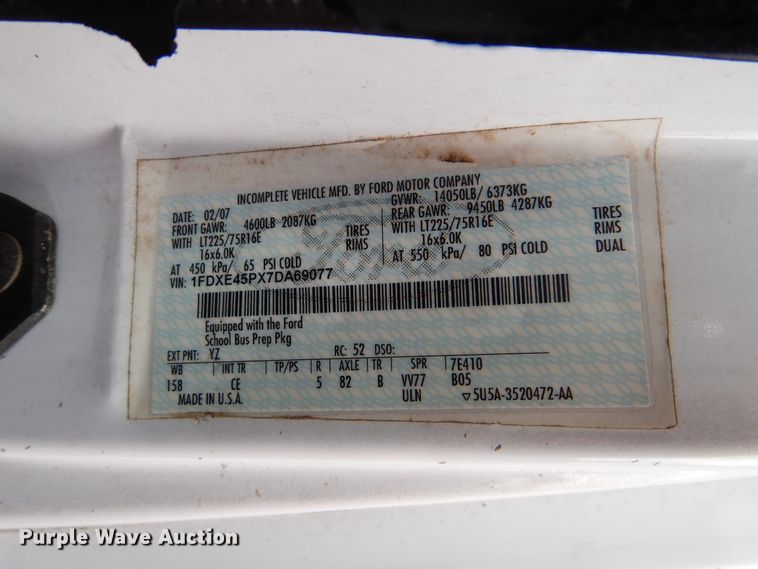 INCOMPLETE VEHICLE MFD. BY FORD MOTOR COMPANY
DATE: 02/07 GVWR: 14050LB/ 6373KG
FRONT GAWR: 4600LB 2087KG REAR GAWR: 9450LB 4287KG
WITH LT225/75R16E TIRES WITH LT225/75R16E TIRES
16x6.0K RIMS 16x6.0K RIMS
AT 450 kPa/ 65 PSI COLD AT 550 kPa/ 80 PSI COLD DUAL
VIN: 1FDXE45PX7DA69077
Ford
Equipped with the Ford
School Bus Prep Pkg
EXT PNT: YZ RC: 52 DSO:
WB INT TR TP/PS R AXLE TR SPR 7E410
158 CE 5 82 B VV77 B05
MADE IN U.S.A. ULN ▽5U5A-3520472-AA
Purple Wave Auction